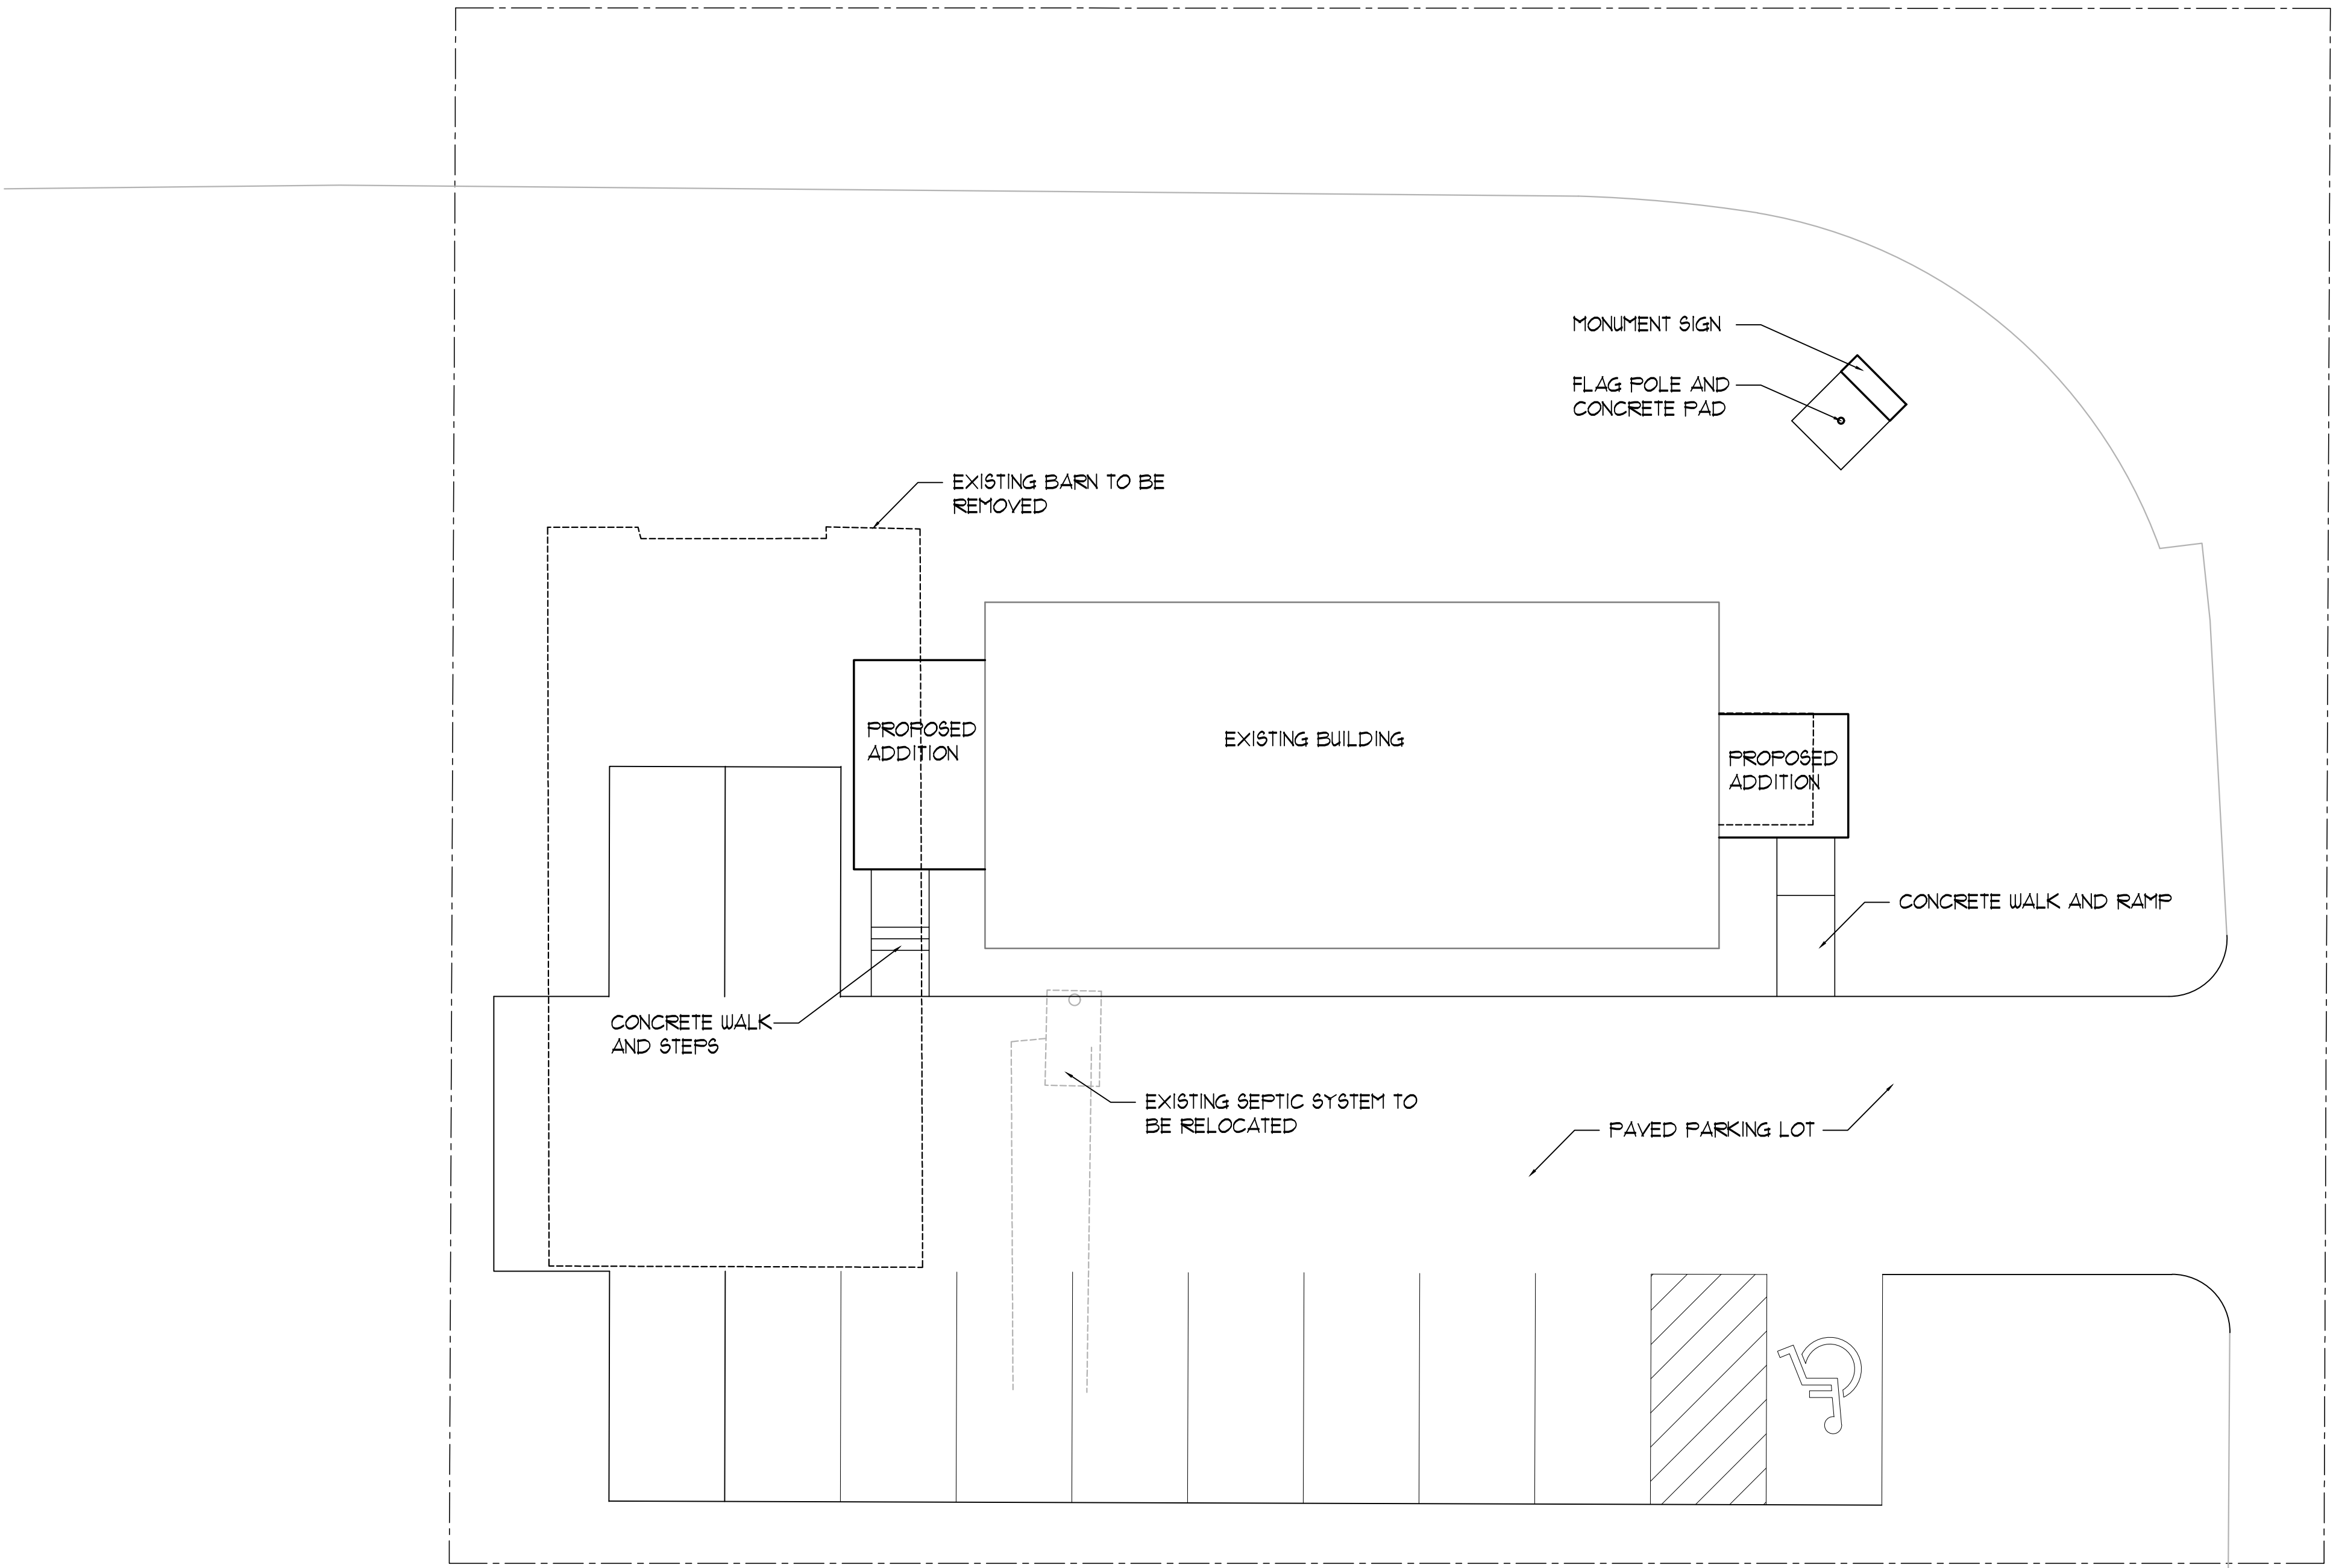 MONUMENT SIGN
FLAG POLE AND
CONCRETE PAD
EXISTING BARN TO BE
REMOVED
PROPOSED
ADDITION
EXISTING BUILDING
PROPOSED
ADDITION
CONCRETE WALK AND RAMP
CONCRETE WALK
AND STEPS
EXISTING SEPTIC SYSTEM TO
BE RELOCATED
PAVED PARKING LOT